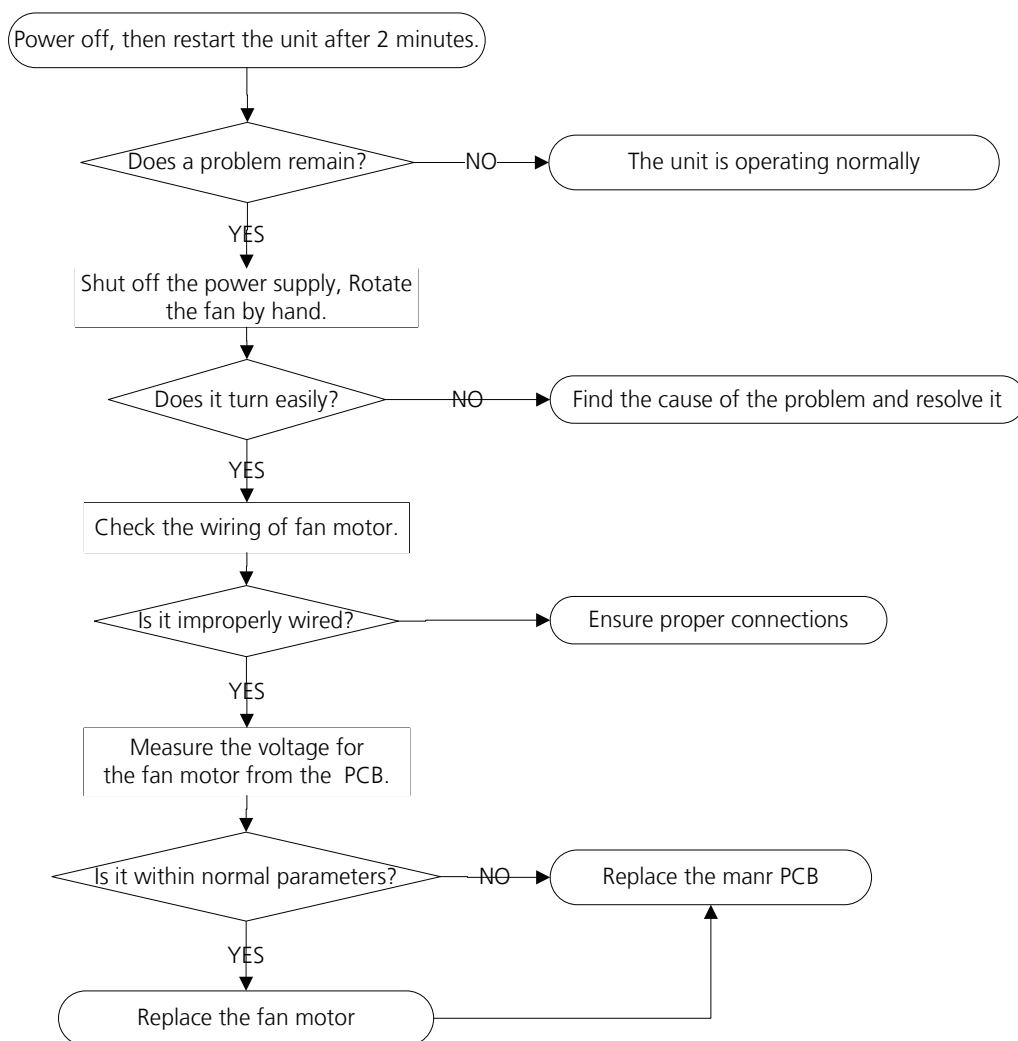 Power off, then restart the unit after 2 minutes.
Does a problem remain?
NO
The unit is operating normally
YES
Shut off the power supply, Rotate
the fan by hand.
Does it turn easily?
NO
Find the cause of the problem and resolve it
YES
Check the wiring of fan motor.
Is it improperly wired?
Ensure proper connections
YES
Measure the voltage for
the fan motor from the PCB.
Is it within normal parameters?
NO
Replace the manr PCB
YES
Replace the fan motor